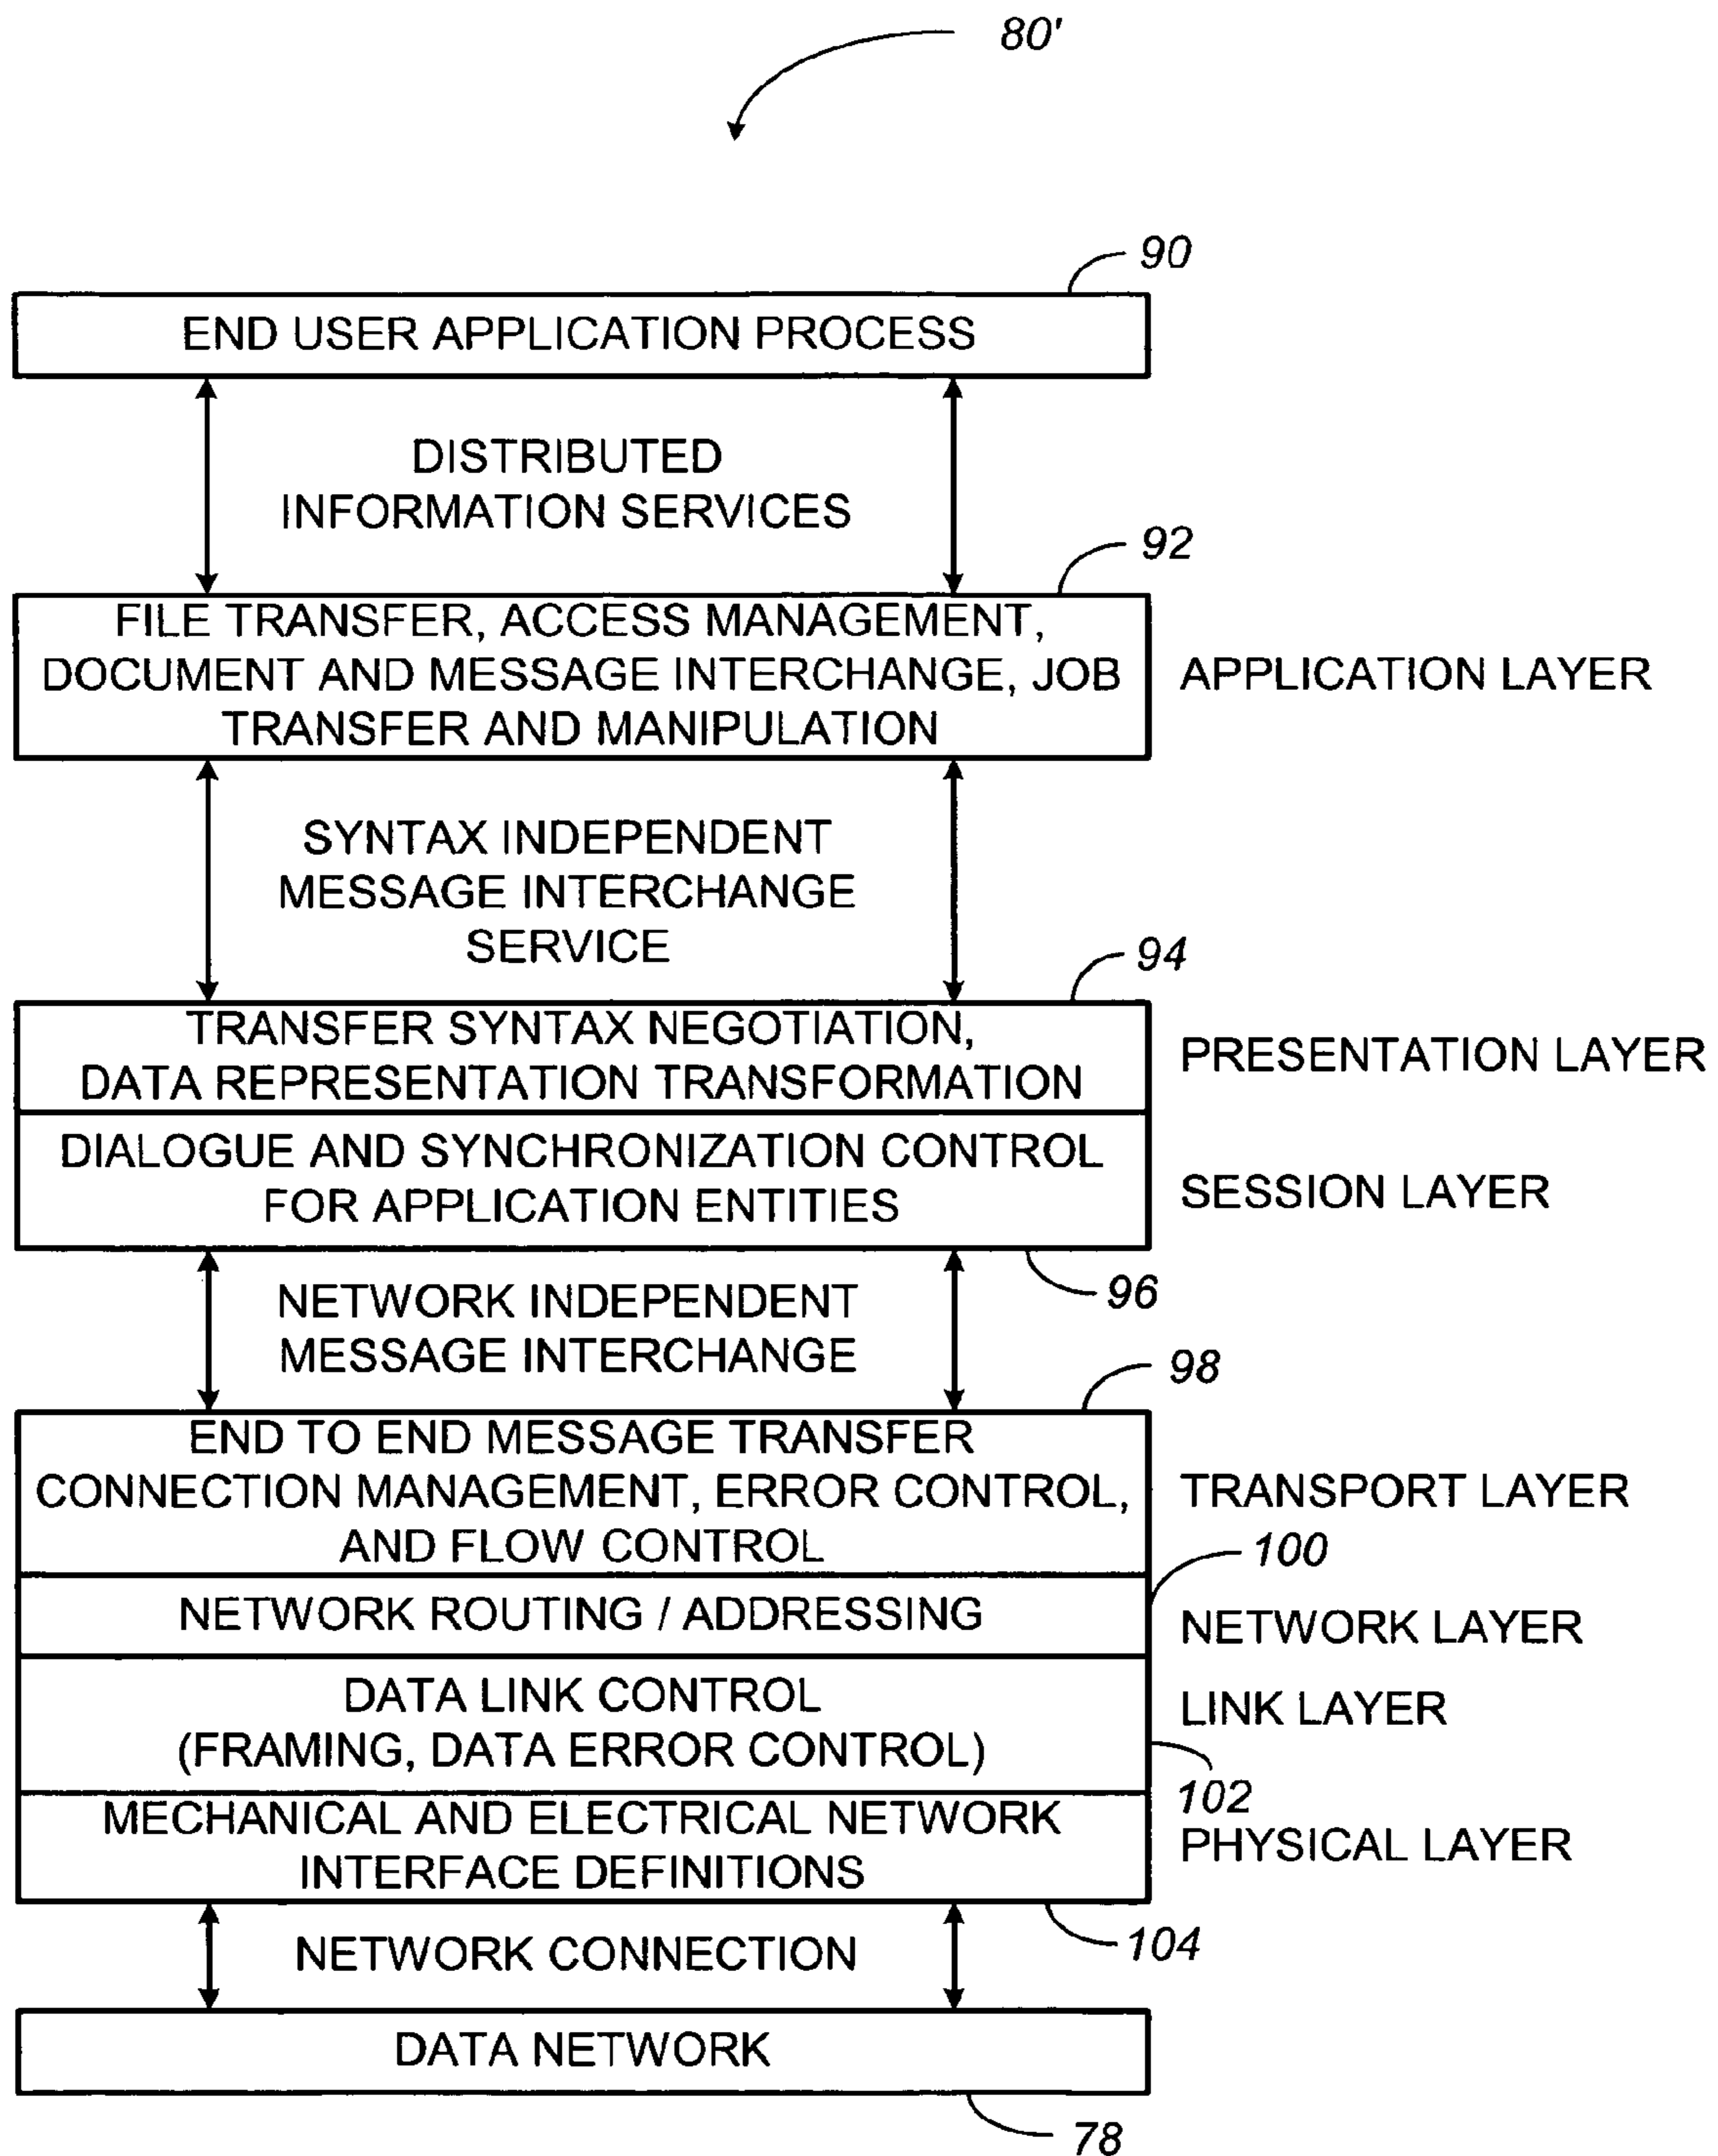 80'
90
END USER APPLICATION PROCESS
DISTRIBUTED
INFORMATION SERVICES
92
FILE TRANSFER, ACCESS MANAGEMENT,
DOCUMENT AND MESSAGE INTERCHANGE, JOB
TRANSFER AND MANIPULATION
APPLICATION LAYER
SYNTAX INDEPENDENT
MESSAGE INTERCHANGE
SERVICE
94
TRANSFER SYNTAX NEGOTIATION,
DATA REPRESENTATION TRANSFORMATION
PRESENTATION LAYER
DIALOGUE AND SYNCHRONIZATION CONTROL
FOR APPLICATION ENTITIES
SESSION LAYER
96
NETWORK INDEPENDENT
MESSAGE INTERCHANGE
98
END TO END MESSAGE TRANSFER
CONNECTION MANAGEMENT, ERROR CONTROL,
AND FLOW CONTROL
TRANSPORT LAYER
100
NETWORK ROUTING / ADDRESSING
NETWORK LAYER
DATA LINK CONTROL
(FRAMING, DATA ERROR CONTROL)
LINK LAYER
102
MECHANICAL AND ELECTRICAL NETWORK
INTERFACE DEFINITIONS
PHYSICAL LAYER
104
NETWORK CONNECTION
DATA NETWORK
78